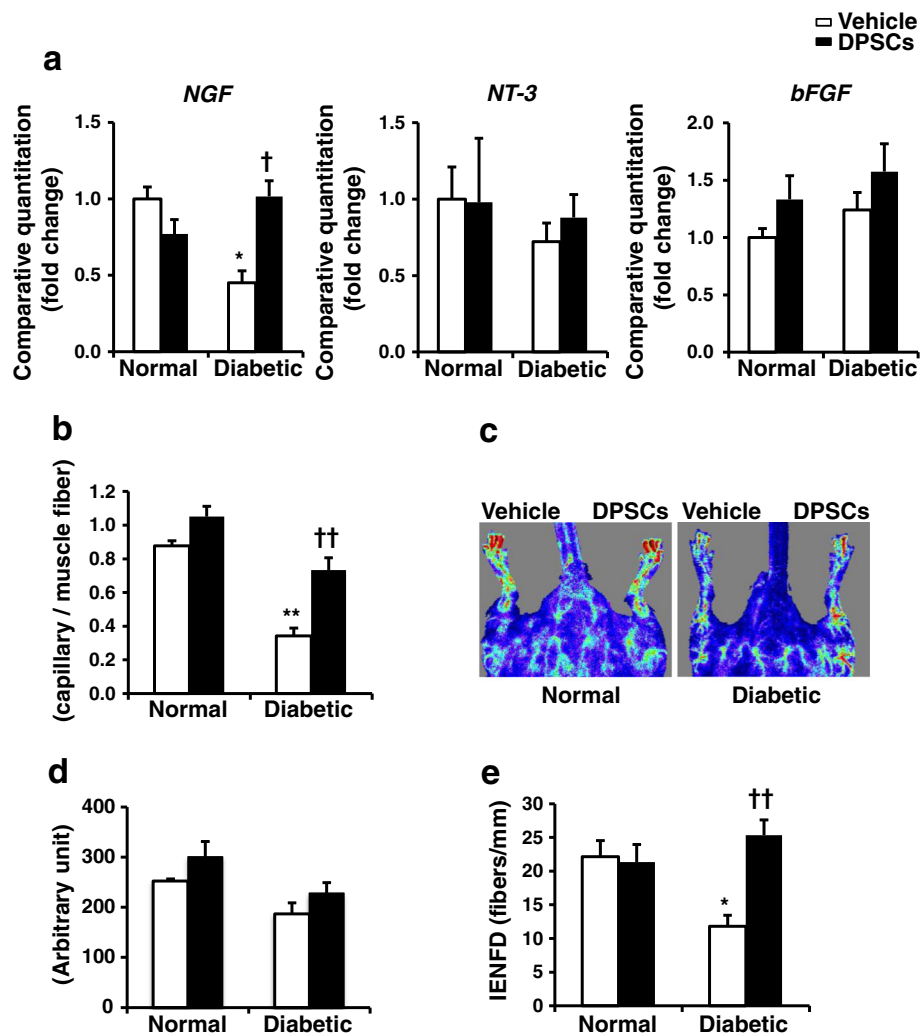 Vehicle
DPSCs
a
NGF
NT-3
bFGF
Comparative quantitation
(fold change)
1.5
1.0
0.5
0.0
*
†
Normal Diabetic
Comparative quantitation
(fold change)
1.5
1.0
0.5
0.0
Normal Diabetic
Comparative quantitation
(fold change)
2.0
1.5
1.0
0.5
0.0
Normal Diabetic
b
(capillary / muscle fiber)
1.2
1.0
0.8
0.6
0.4
0.2
0.0
**
††
Normal Diabetic
c
Vehicle DPSCs Vehicle DPSCs
Normal Diabetic
d
(Arbitrary unit)
400
300
200
100
0
Normal Diabetic
e
IENFD (fibers/mm)
30
25
20
15
10
5
0
*
††
Normal Diabetic